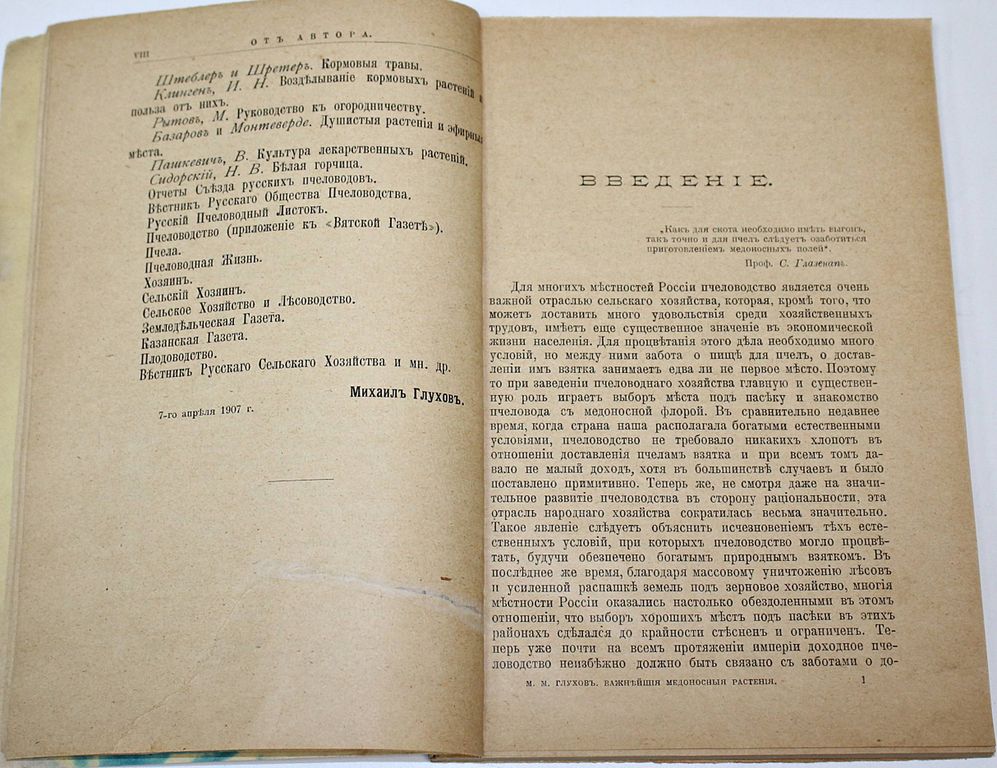 VIII
ОТЪ АВТОРА.
Штеблеръ и Шретеръ. Кормовыя травы.
Клингенъ, И. Н. Воздѣлываніе кормовыхъ растеній и
польза отъ нихъ.
Рытовъ, М. Руководство къ огородничеству.
Базаровъ и Монтеверде. Душистыя растенія и эфирныя
мѣста.
Пашкевичъ, В. Культура лекарственныхъ растеній.
Сидорскій, Н. В. Бѣлая горчица.
Отчеты Съѣзда русскихъ пчеловодовъ.
Вѣстникъ Русскаго Общества Пчеловодства.
Русскій Пчеловодный Листокъ.
Пчеловодство (приложеніе къ «Вятской Газетѣ»).
Пчела.
Пчеловодная Жизнь.
Хозяинъ.
Сельскій Хозяинъ.
Сельское Хозяйство и Лѣсоводство.
Земледѣльческая Газета.
Казанская Газета.
Плодоводство.
Вѣстникъ Русскаго Сельскаго Хозяйства и мн. др.
Михаилъ Глуховъ.
7-го апрѣля 1907 г.
ВВЕДЕНІЕ.
„Какъ для скота необходимо имѣть выгонъ,
такъ точно и для пчелъ слѣдуетъ озаботиться
приготовленіемъ медоносныхъ полей“.
Проф. С. Глазенапъ.
Для многихъ мѣстностей Россіи пчеловодство является очень
важной отраслью сельскаго хозяйства, которая, кромѣ того, что
можетъ доставить много удовольствія среди хозяйственныхъ
трудовъ, имѣетъ еще существенное значеніе въ экономической
жизни населенія. Для процвѣтанія этого дѣла необходимо много
условій, но между ними забота о пищѣ для пчелъ, о достав-
леніи имъ взятка занимаетъ едва ли не первое мѣсто. Поэтому
то при заведеніи пчеловоднаго хозяйства главную и существен-
ную роль играетъ выборъ мѣста подъ пасѣку и знакомство
пчеловода съ медоносной флорой. Въ сравнительно недавнее
время, когда страна наша располагала богатыми естественными
условіями, пчеловодство не требовало никакихъ хлопотъ въ
отношеніи доставленія пчеламъ взятка и при всемъ томъ да-
вало не малый доходъ, хотя въ большинствѣ случаевъ и было
поставлено примитивно. Теперь же, не смотря даже на значи-
тельное развитіе пчеловодства въ сторону раціональности, эта
отрасль народнаго хозяйства сократилась весьма значительно.
Такое явленіе слѣдуетъ объяснить исчезновеніемъ тѣхъ есте-
ственныхъ условій, при которыхъ пчеловодство могло процвѣ-
тать, будучи обезпечено богатымъ природнымъ взяткомъ. Въ
послѣднее же время, благодаря массовому уничтоженію лѣсовъ
и усиленной распашкѣ земель подъ зерновое хозяйство, многія
мѣстности Россіи оказались настолько обездоленными въ этомъ
отношеніи, что выборъ хорошихъ мѣстъ подъ пасѣки въ этихъ
районахъ сдѣлался до крайности стѣсненъ и ограниченъ. Те-
перь уже почти на всемъ протяженіи имперіи доходное пче-
ловодство неизбѣжно должно быть связано съ заботами о до-
М. М. ГЛУХОВЪ. ВАЖНѢЙШІЯ МЕДОНОСНЫЯ РАСТЕНІЯ.
1